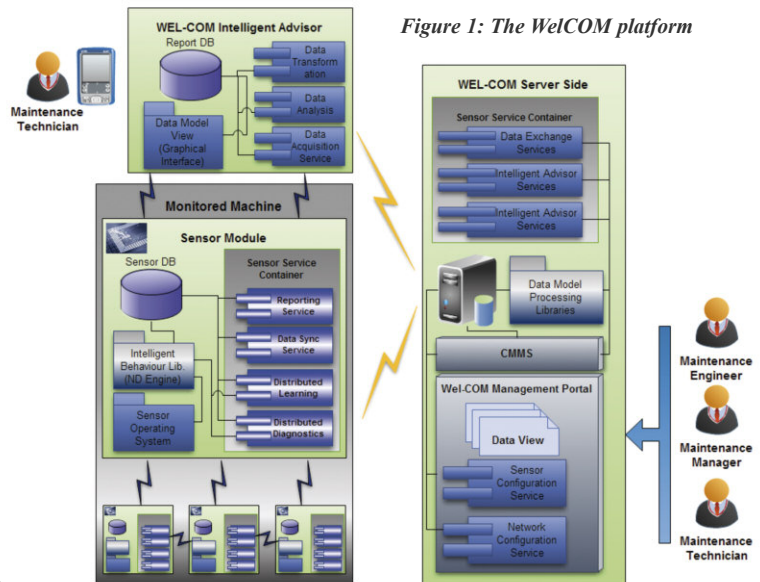 Figure 1: The WelCOM platform
WEL-COM Intelligent Advisor
Report DB
Data
Transform
ation
Data
Analysis
Data
Acquisition
Service
Data Model
View
(Graphical
Interface)
Maintenance
Technician
Monitored Machine
Sensor Module
Sensor DB
Sensor Service
Container
Reporting
Service
Data Sync
Service
Distributed
Learning
Distributed
Diagnostics
Intelligent
Behaviour Lib.
(ND Engine)
Sensor
Operating
System
WEL-COM Server Side
Sensor Service Container
Data Exchange
Services
Intelligent Advisor
Services
Intelligent Advisor
Services
Data Model
Processing
Libraries
CMMS
Wel-COM Management Portal
Data View
Sensor
Configuration
Service
Network
Configuration
Service
Maintenance
Engineer
Maintenance
Manager
Maintenance
Technician